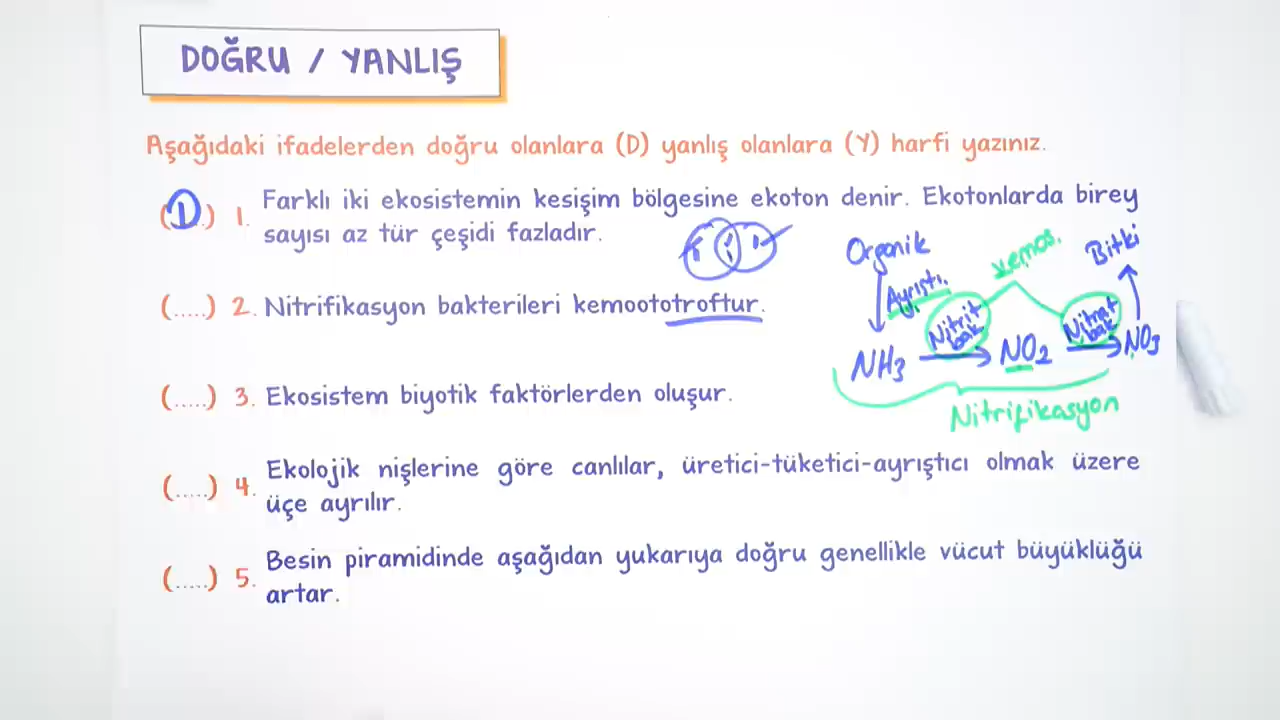 DOĞRU / YANLIŞ
Aşağıdaki ifadelerden doğru olanlara (D) yanlış olanlara (Y) harfi yazınız.
(D) 1. Farklı iki ekosistemin kesişim bölgesine ekoton denir. Ekotonlarda birey
sayısı az tür çeşidi fazladır.
(.....) 2. Nitrifikasyon bakterileri kemoototroftur.
(.....) 3. Ekosistem biyotik faktörlerden oluşur.
(.....) 4. Ekolojik nişlerine göre canlılar, üretici-tüketici-ayrıştıcı olmak üzere
üçe ayrılır.
(.....) 5. Besin piramidinde aşağıdan yukarıya doğru genellikle vücut büyüklüğü
artar.
Organik
Kemos.
Bitki
Ayrıştı.
Nitrit
bak
Nitrat
bak
NH3
NO2
NO3
Nitrifikasyon